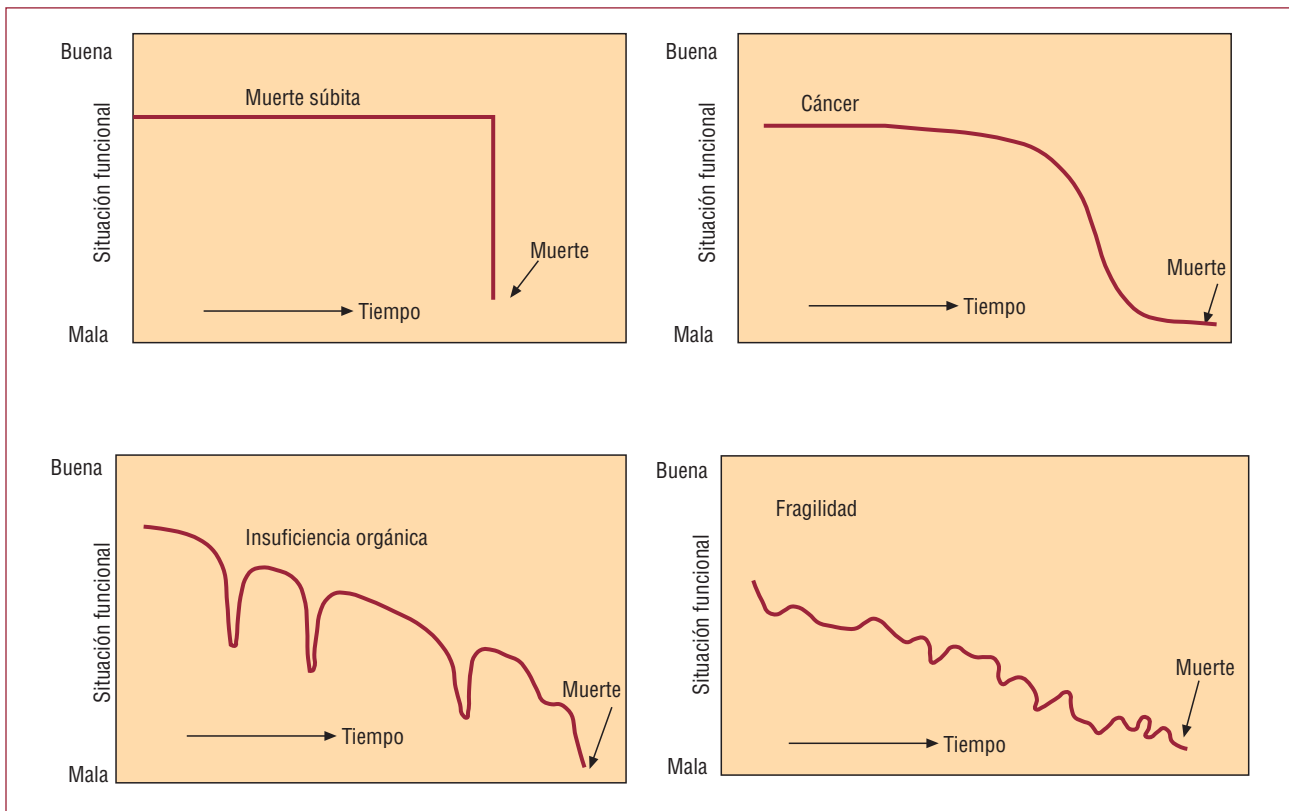 Buena
Situación funcional
Mala
Muerte súbita
Muerte
Tiempo
Buena
Situación funcional
Mala
Cáncer
Muerte
Tiempo
Buena
Situación funcional
Mala
Insuficiencia orgánica
Muerte
Tiempo
Buena
Situación funcional
Mala
Fragilidad
Muerte
Tiempo